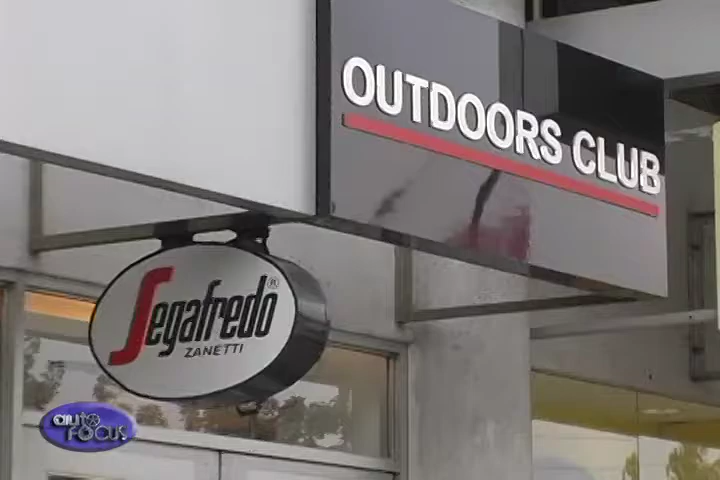 OUTDOORS CLUB
Segafredo®
ZANETTI
auto
FOCUS